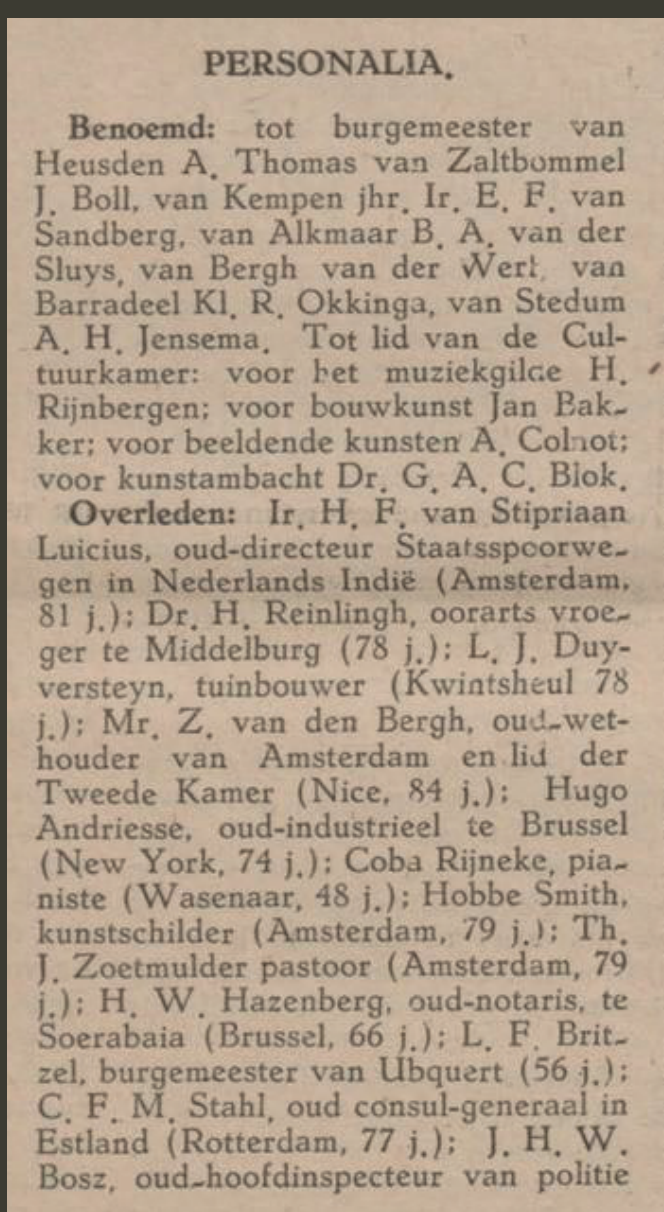 PERSONALIA.
Benoemd: tot burgemeester van
Heusden A. Thomas van Zaltbommel
J. Boll, van Kempen jhr. Ir. E. F. van
Sandberg, van Alkmaar B. A. van der
Sluys, van Bergh van der Werf, van
Barradeel Kl. R. Okkinga, van Stedum
A. H. Jensema. Tot lid van de Cul-
tuurkamer: voor het muziekgilde H.
Rijnbergen; voor bouwkunst Jan Bak-
ker; voor beeldende kunsten A. Colnot;
voor kunstambacht Dr. G. A. C. Blok.
Overleden: Ir. H. F. van Stipriaan
Luicius, oud-directeur Staatsspoorwe-
gen in Nederlands Indië (Amsterdam,
81 j.); Dr. H. Reinlingh, oorarts vroe-
ger te Middelburg (78 j.); L. J. Duy-
versteyn, tuinbouwer (Kwintsheul 78
j.); Mr. Z. van den Bergh, oud-wet-
houder van Amsterdam en lid der
Tweede Kamer (Nice, 84 j.); Hugo
Andriesse, oud-industrieel te Brussel
(New York, 74 j.); Coba Rijneke, pia-
niste (Wasenaar, 48 j.); Hobbe Smith,
kunstschilder (Amsterdam, 79 j.); Th.
J. Zoetmulder pastoor (Amsterdam, 79
j.); H. W. Hazenberg, oud-notaris, te
Soerabaia (Brussel, 66 j.); L. F. Brit-
zel, burgemeester van Ubquert (56 j.);
C. F. M. Stahl, oud consul-generaal in
Estland (Rotterdam, 77 j.); J. H. W.
Bosz, oud-hoofdinspecteur van politie